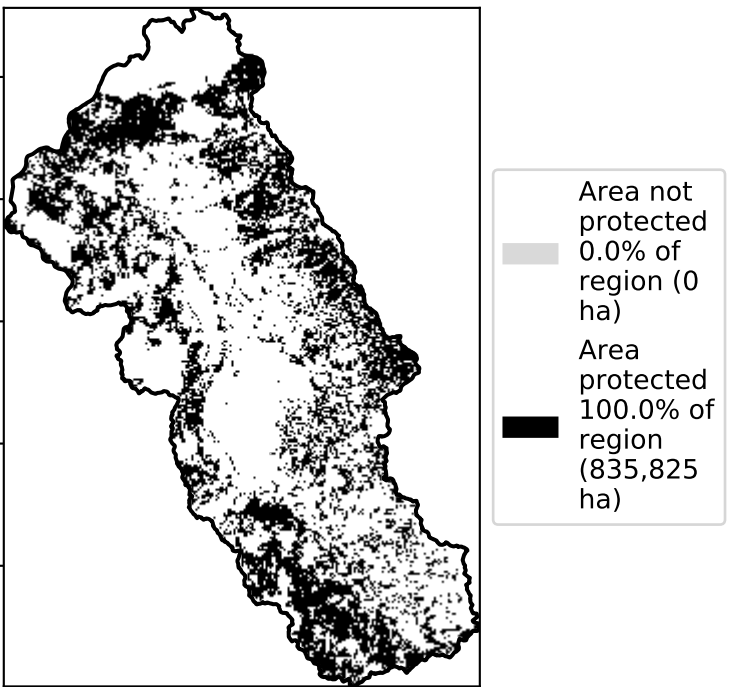 Area not
protected
0.0% of
region (0
ha)
Area
protected
100.0% of
region
(835,825
ha)